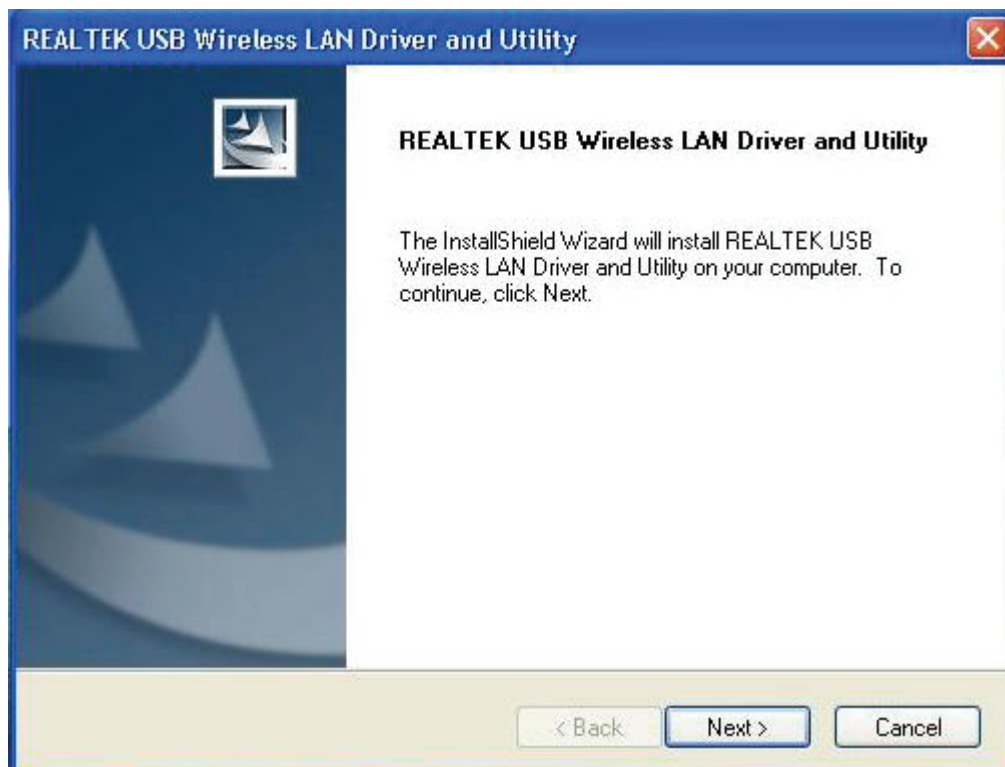 REALTEK USB Wireless LAN Driver and Utility
REALTEK USB Wireless LAN Driver and Utility
The InstallShield Wizard will install REALTEK USB
Wireless LAN Driver and Utility on your computer. To
continue, click Next.
< Back
Next >
Cancel